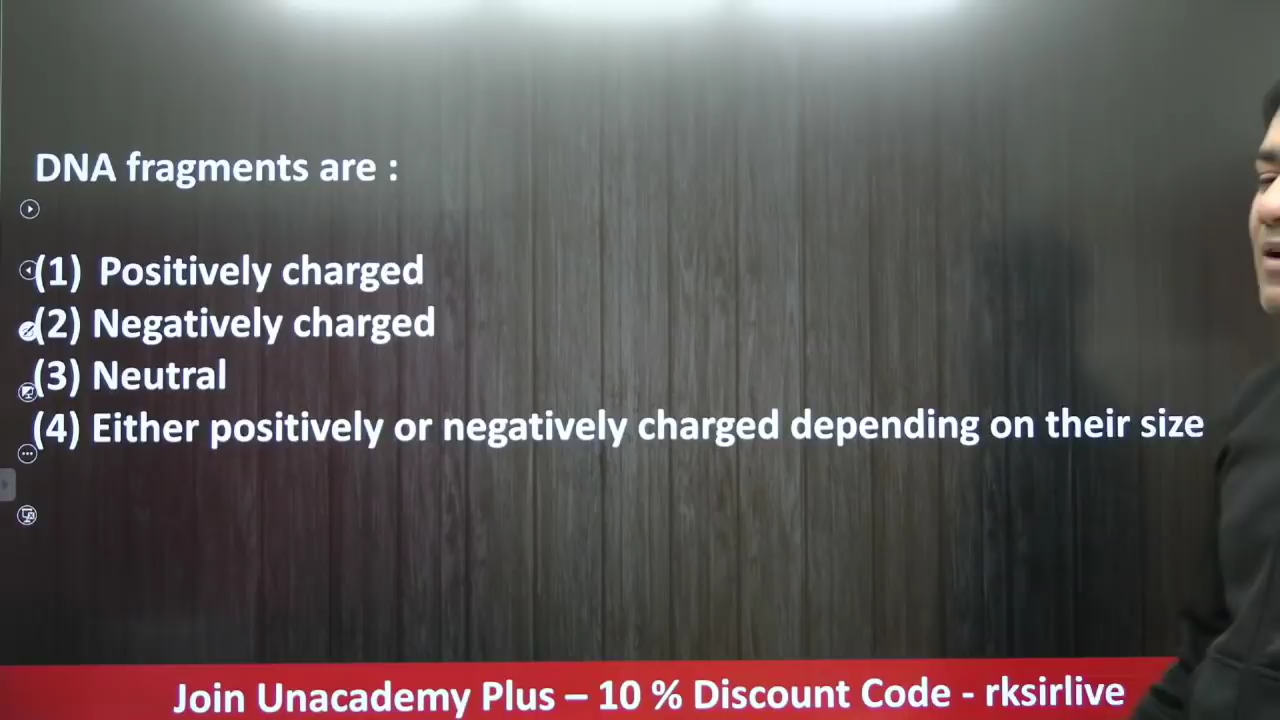 DNA fragments are :
(1) Positively charged
(2) Negatively charged
(3) Neutral
(4) Either positively or negatively charged depending on their size
Join Unacademy Plus – 10 % Discount Code - rksirlive